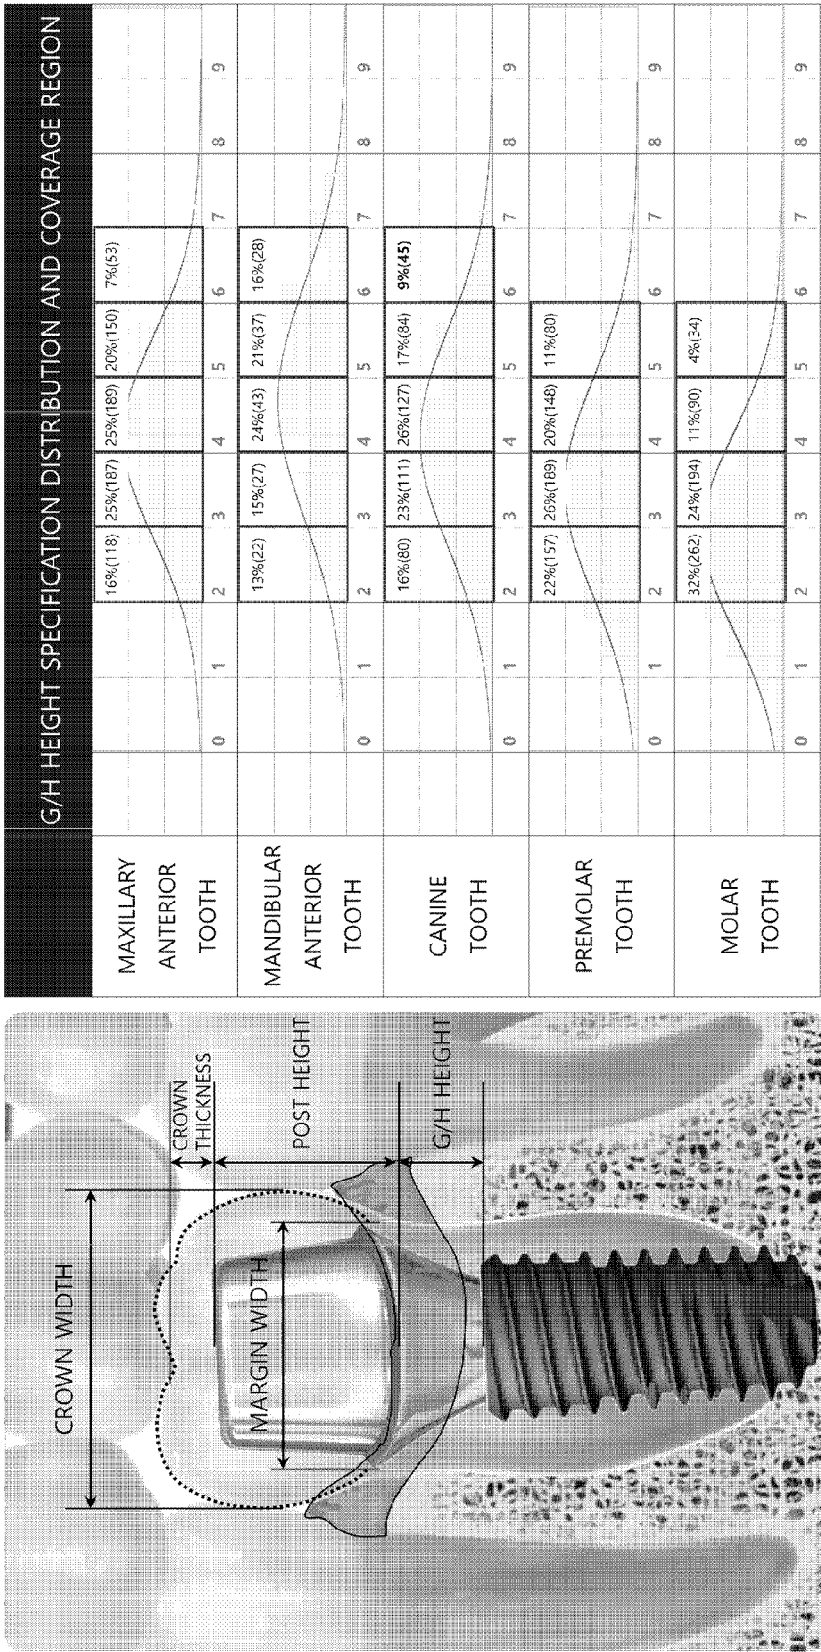 G/H HEIGHT SPECIFICATION DISTRIBUTION AND COVERAGE REGION
MAXILLARY
ANTERIOR
TOOTH
16%(118) 25%(187) 25%(189) 20%(150) 7%(53)
0 1 2 3 4 5 6 7 8 9
MANDIBULAR
ANTERIOR
TOOTH
13%(22) 15%(27) 24%(43) 21%(37) 16%(28)
0 1 2 3 4 5 6 7 8 9
CANINE
TOOTH
16%(80) 23%(111) 26%(127) 17%(84) 9%(45)
0 1 2 3 4 5 6 7 8 9
PREMOLAR
TOOTH
22%(157) 26%(189) 20%(148) 11%(80)
0 1 2 3 4 5 6 7 8 9
MOLAR
TOOTH
32%(262) 24%(194) 11%(90) 4%(34)
0 1 2 3 4 5 6 7 8 9
CROWN WIDTH
CROWN
THICKNESS
MARGIN WIDTH
POST HEIGHT
G/H HEIGHT